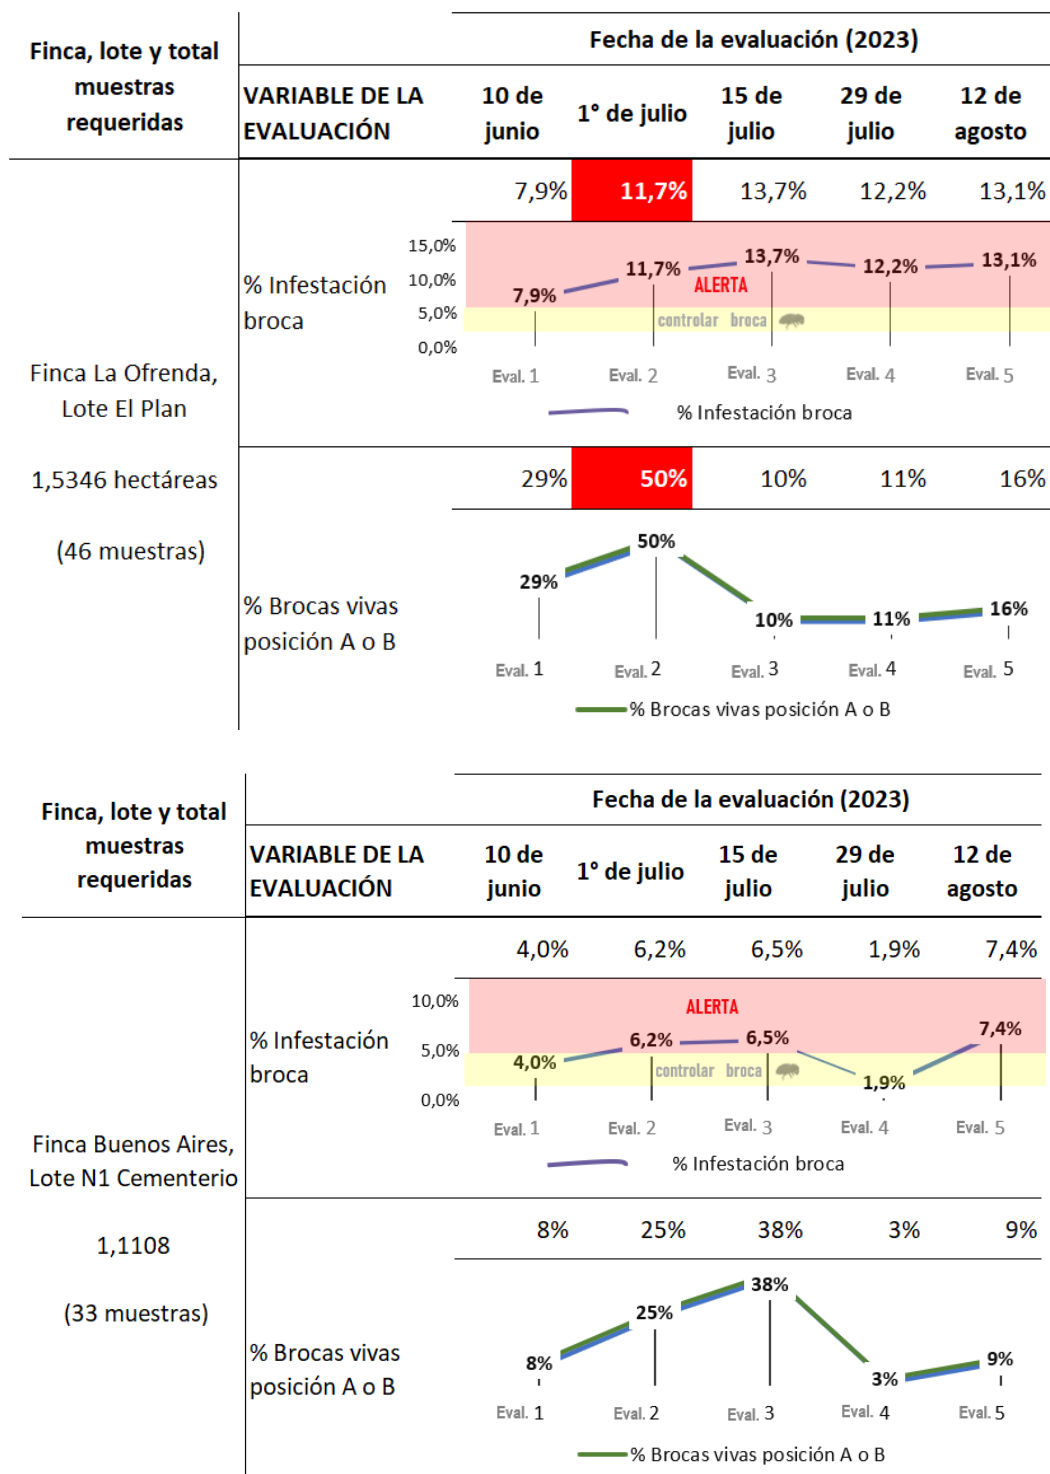 Finca, lote y total
muestras
requeridas
Fecha de la evaluación (2023)
VARIABLE DE LA
EVALUACIÓN
10 de
junio
1° de julio
15 de
julio
29 de
julio
12 de
agosto
7,9% 11,7% 13,7% 12,2% 13,1%
% Infestación
broca
15,0%
10,0%
5,0%
0,0%
7,9% 11,7% 13,7% 12,2% 13,1%
ALERTA
controlar broca
Eval. 1 Eval. 2 Eval. 3 Eval. 4 Eval. 5
% Infestación broca
Finca La Ofrenda,
Lote El Plan
1,5346 hectáreas
(46 muestras)
29% 50% 10% 11% 16%
% Brocas vivas
posición A o B
29% 50% 10% 11% 16%
Eval. 1 Eval. 2 Eval. 3 Eval. 4 Eval. 5
% Brocas vivas posición A o B
Finca, lote y total
muestras
requeridas
Fecha de la evaluación (2023)
VARIABLE DE LA
EVALUACIÓN
10 de
junio
1º de julio
15 de
julio
29 de
julio
12 de
agosto
4,0% 6,2% 6,5% 1,9% 7,4%
% Infestación
broca
10,0%
5,0%
0,0%
ALERTA
4,0% 6,2% 6,5% 1,9% 7,4%
controlar broca
Eval. 1 Eval. 2 Eval. 3 Eval. 4 Eval. 5
% Infestación broca
Finca Buenos Aires,
Lote N1 Cementerio
1,1108
(33 muestras)
8% 25% 38% 3% 9%
% Brocas vivas
posición A o B
8% 25% 38% 3% 9%
Eval. 1 Eval. 2 Eval. 3 Eval. 4 Eval. 5
% Brocas vivas posición A o B